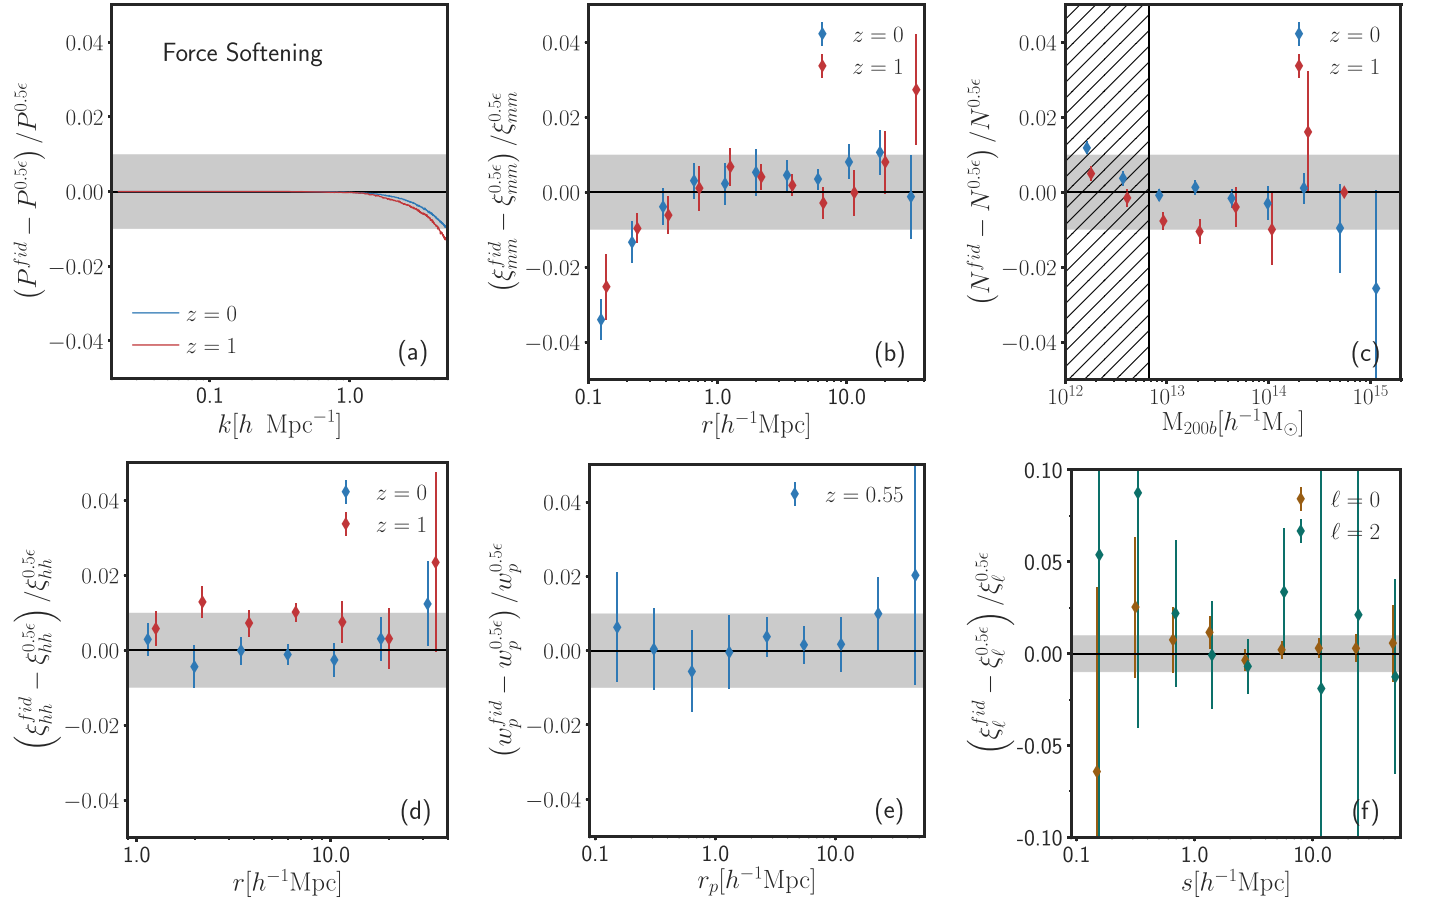 (P^{fid} − P^{0.5ϵ}) /P^{0.5ϵ}
0.04
0.02
0.00
−0.02
−0.04
Force Softening
z = 0
z = 1
(a)
0.1
1.0
k[h Mpc^{−1}]
(ξ_{mm}^{fid} − ξ_{mm}^{0.5ϵ}) /ξ_{mm}^{0.5ϵ}
0.04
0.02
0.00
−0.02
−0.04
z = 0
z = 1
(b)
0.1
1.0
10.0
r[h^{−1}Mpc]
(N^{fid} − N^{0.5ϵ}) /N^{0.5ϵ}
0.04
0.02
0.00
−0.02
−0.04
z = 0
z = 1
(c)
10^{12}
10^{13}
10^{14}
10^{15}
M_{200b}[h^{−1}M_⊙]
(ξ_{hh}^{fid} − ξ_{hh}^{0.5ϵ}) /ξ_{hh}^{0.5ϵ}
0.04
0.02
0.00
−0.02
−0.04
z = 0
z = 1
(d)
1.0
10.0
r[h^{−1}Mpc]
(w_p^{fid} − w_p^{0.5ϵ}) /w_p^{0.5ϵ}
0.04
0.02
0.00
−0.02
−0.04
z = 0.55
(e)
0.1
1.0
10.0
r_p[h^{−1}Mpc]
(ξ_ℓ^{fid} − ξ_ℓ^{0.5ϵ}) /ξ_ℓ^{0.5ϵ}
0.10
0.05
0.00
-0.05
-0.10
ℓ = 0
ℓ = 2
(f)
0.1
1.0
10.0
s[h^{−1}Mpc]